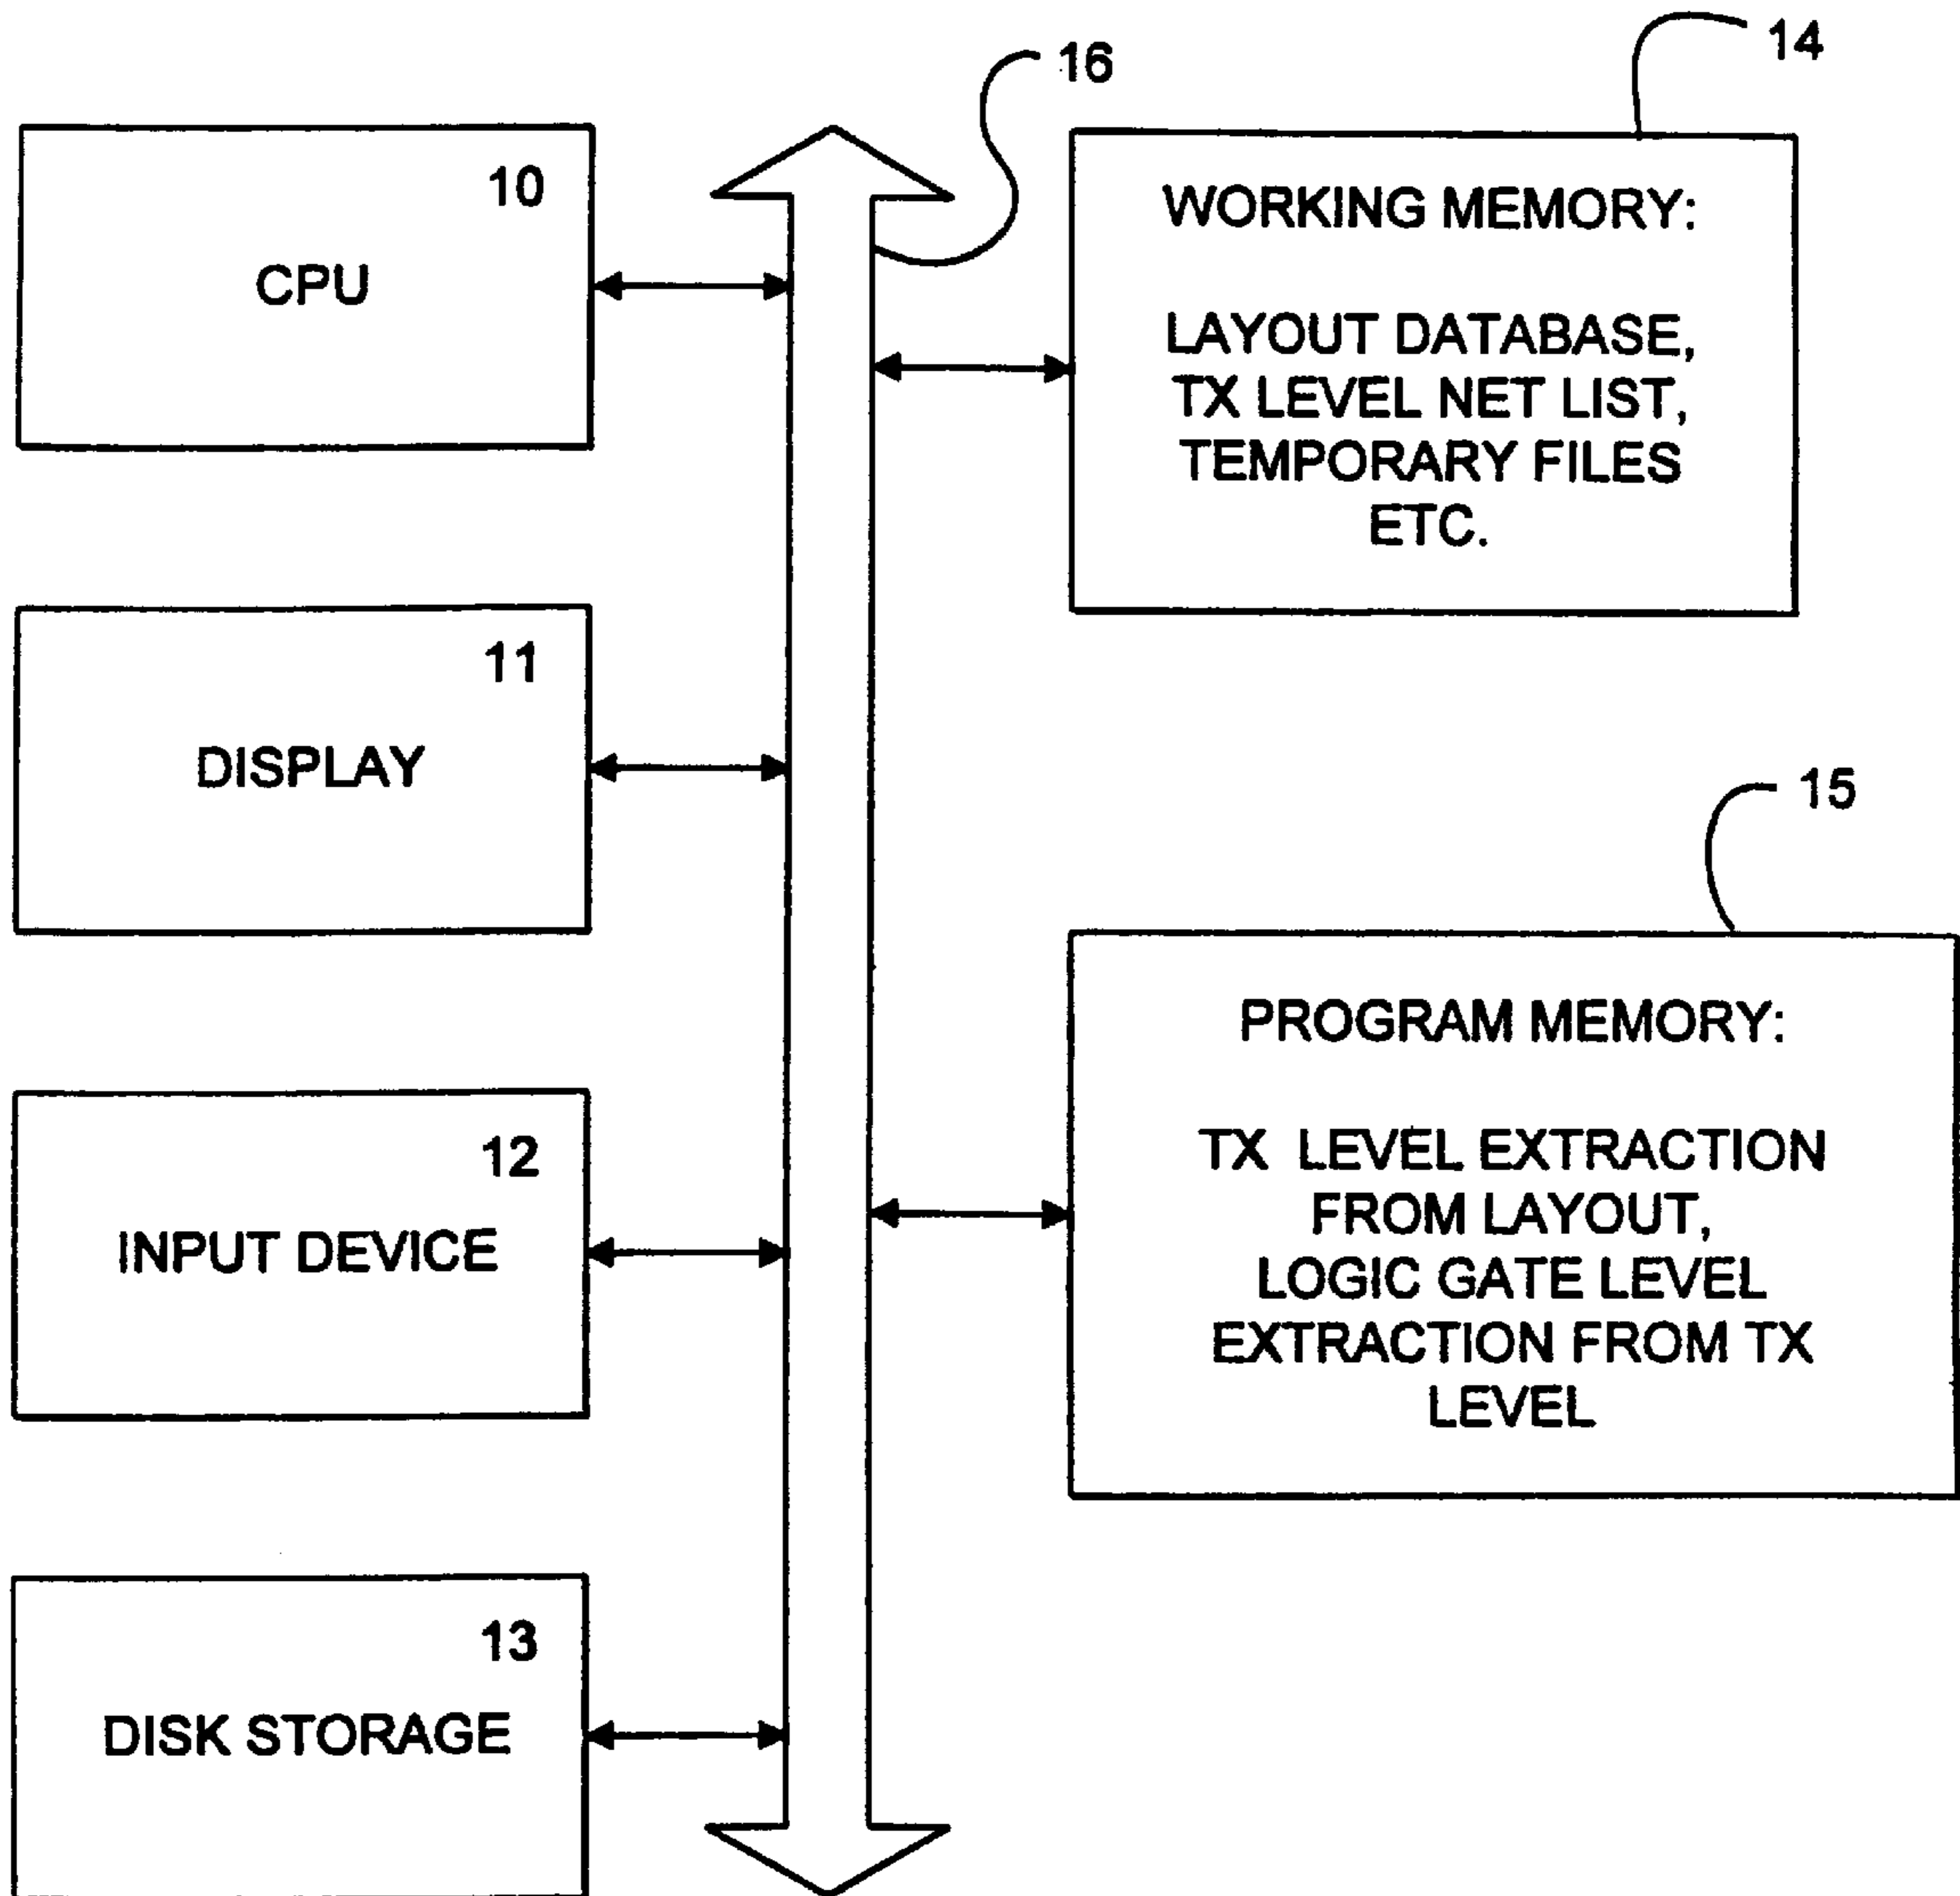 16
14
10
CPU
WORKING MEMORY:
LAYOUT DATABASE,
TX LEVEL NET LIST,
TEMPORARY FILES
ETC.
11
DISPLAY
15
PROGRAM MEMORY:
TX LEVEL EXTRACTION
FROM LAYOUT,
LOGIC GATE LEVEL
EXTRACTION FROM TX
LEVEL
12
INPUT DEVICE
13
DISK STORAGE